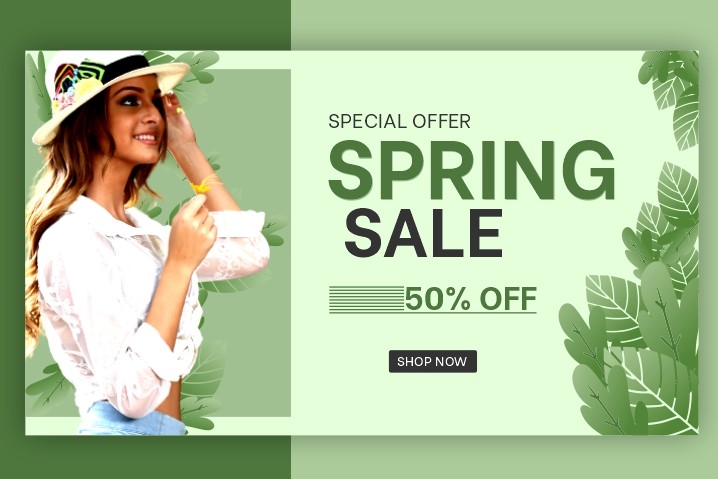 SPECIAL OFFER
SPRING
SALE
50% OFF
SHOP NOW